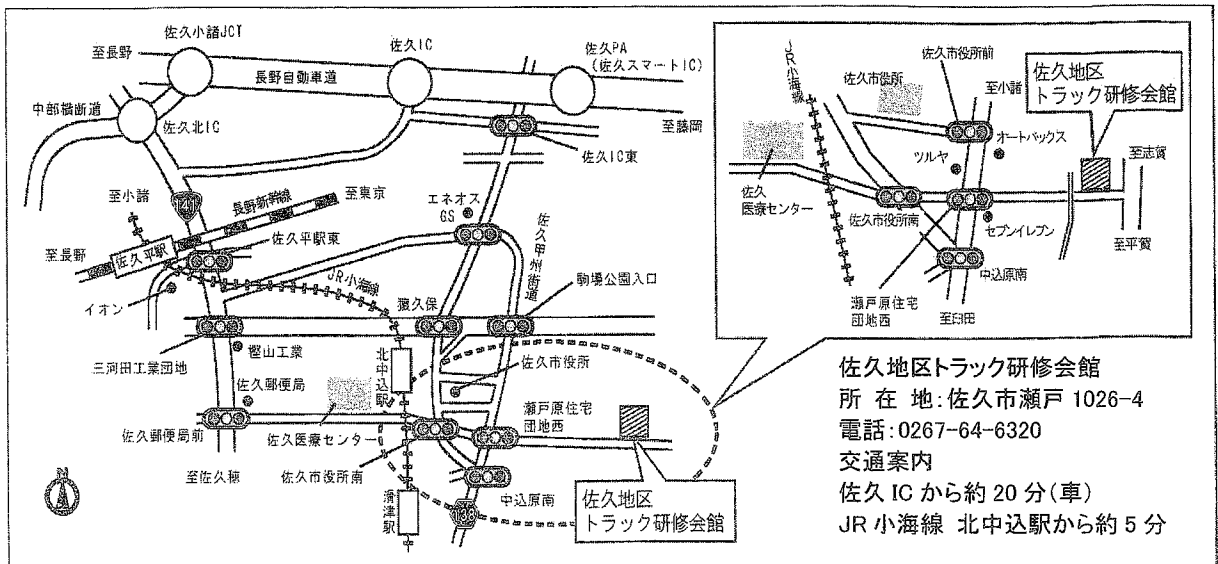 佐久小諸JCT
至長野
佐久IC
佐久PA
(佐久スマートIC)
長野自動車道
中部横断道
佐久北IC
至藤岡
佐久IC東
至小諸
141
長野新幹線
至東京
エネオス
GS
佐久甲州街道
佐久平駅東
至長野
佐久平駅
JR小海線
イオン
猿久保
駒場公園入口
三河田工業団地
樫山工業
北中込駅
佐久市役所
佐久郵便局
瀬戸原住宅
団地西
佐久郵便局前
佐久医療センター
至佐久穂
佐久市役所南
滑津駅
中込原南
138
佐久地区
トラック研修会館
N
JR小海線
佐久市役所前
佐久市役所
至小諸
佐久地区
トラック研修会館
オートバックス
ツルヤ
至志賀
佐久
医療センター
佐久市役所南
セブンイレブン
至平賀
中込原南
瀬戸原住宅
団地西
至臼田
佐久地区トラック研修会館
所 在 地:佐久市瀬戸 1026-4
電話:0267-64-6320
交通案内
佐久 IC から約 20 分(車)
JR 小海線 北中込駅から約 5 分